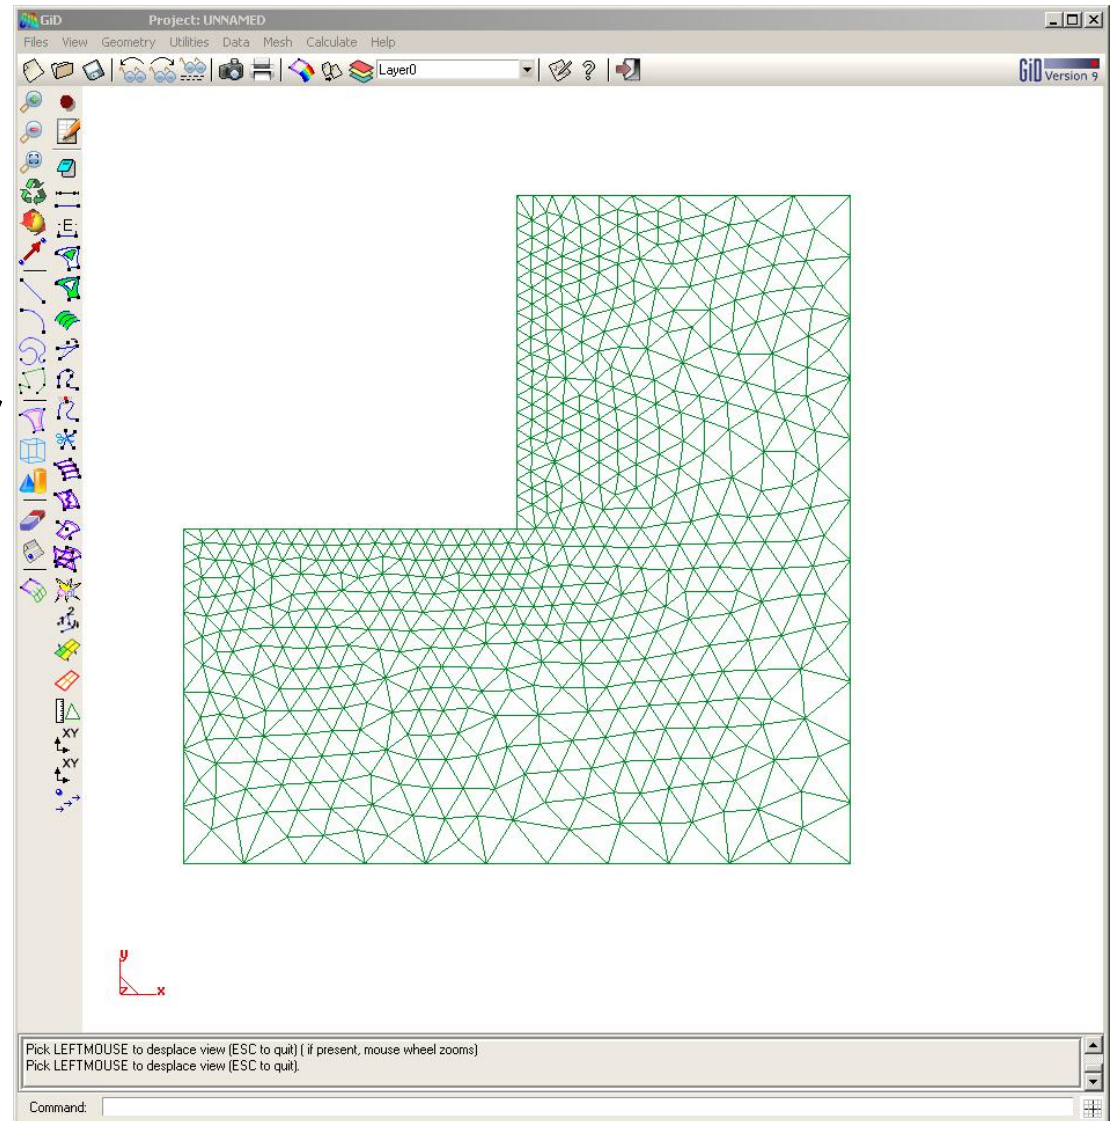 GiD Project: UNNAMED
Files View Geometry Utilities Data Mesh Calculate Help
Layer0
GiD Version 9
E
2
XY
XY
y
z x
Pick LEFTMOUSE to desplace view (ESC to quit) ( if present, mouse wheel zooms)
Pick LEFTMOUSE to desplace view (ESC to quit).
Command: